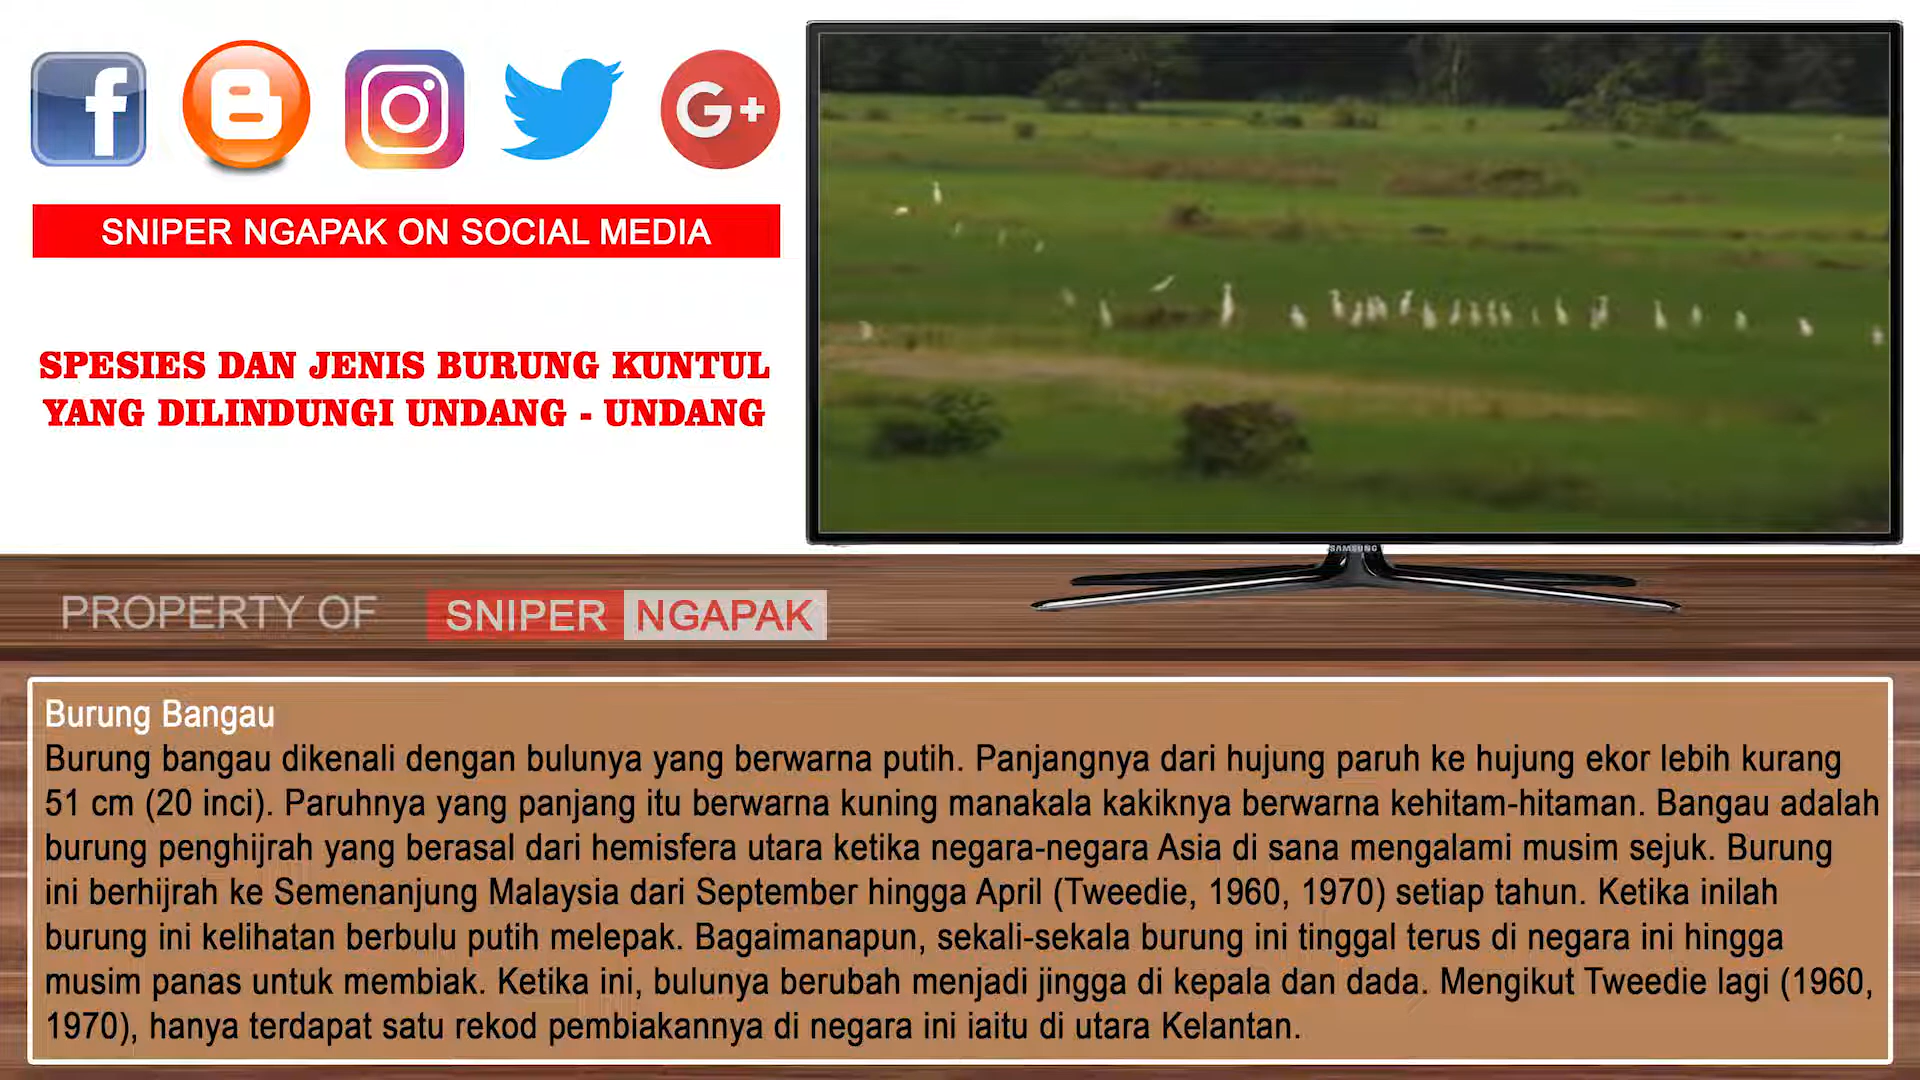 f
B
G+
SNIPER NGAPAK ON SOCIAL MEDIA
SPESIES DAN JENIS BURUNG KUNTUL
YANG DILINDUNGI UNDANG - UNDANG
SAMSUNG
PROPERTY OF SNIPER NGAPAK
Burung Bangau
Burung bangau dikenali dengan bulunya yang berwarna putih. Panjangnya dari hujung paruh ke hujung ekor lebih kurang
51 cm (20 inci). Paruhnya yang panjang itu berwarna kuning manakala kakiknya berwarna kehitam-hitaman. Bangau adalah
burung penghijrah yang berasal dari hemisfera utara ketika negara-negara Asia di sana mengalami musim sejuk. Burung
ini berhijrah ke Semenanjung Malaysia dari September hingga April (Tweedie, 1960, 1970) setiap tahun. Ketika inilah
burung ini kelihatan berbulu putih melepak. Bagaimanapun, sekali-sekala burung ini tinggal terus di negara ini hingga
musim panas untuk membiak. Ketika ini, bulunya berubah menjadi jingga di kepala dan dada. Mengikut Tweedie lagi (1960,
1970), hanya terdapat satu rekod pembiakannya di negara ini iaitu di utara Kelantan.